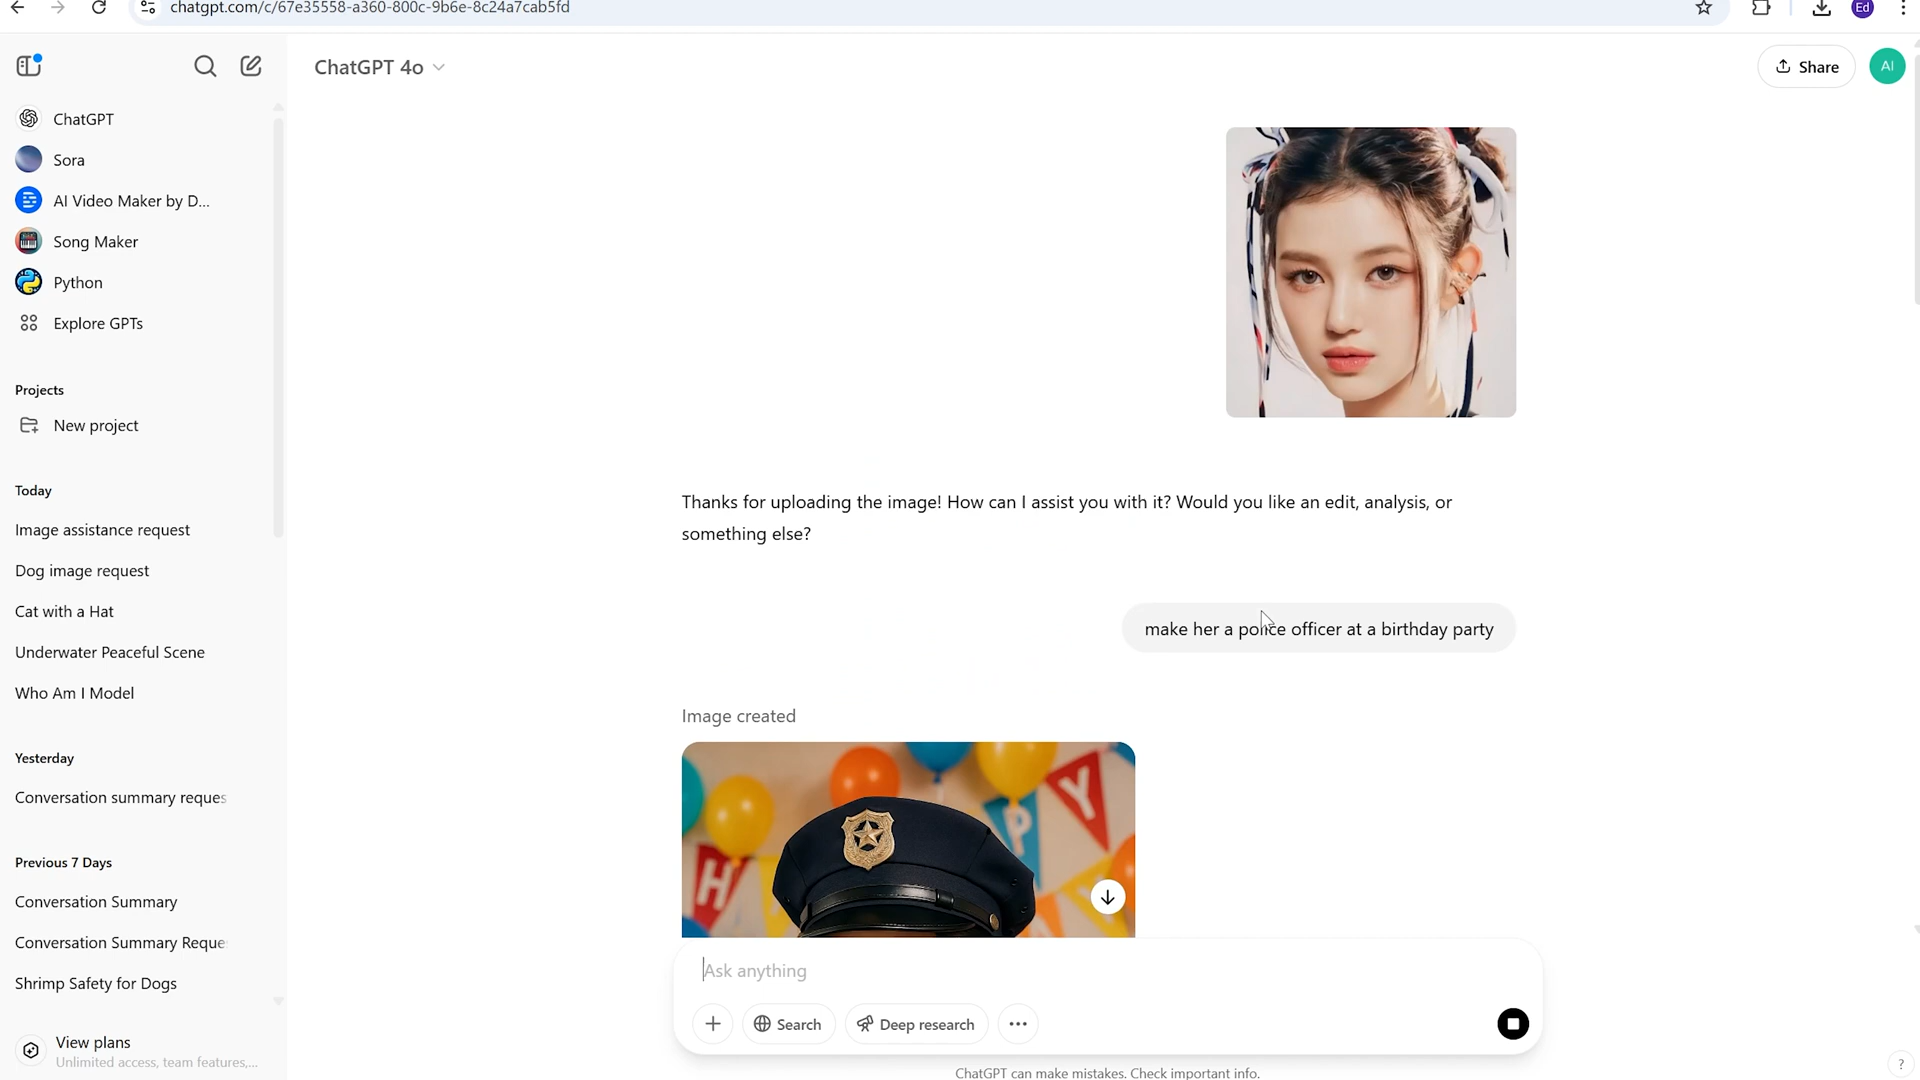 chatgpt.com/c/67e35558-a360-800c-9b6e-8c24a7cab5fd
Ed
ChatGPT 4o
Share
AI
ChatGPT
Sora
AI Video Maker by D...
Song Maker
Python
Explore GPTs
Projects
New project
Today
Image assistance request
Dog image request
Cat with a Hat
Underwater Peaceful Scene
Who Am I Model
Yesterday
Conversation summary reques
Previous 7 Days
Conversation Summary
Conversation Summary Reque
Shrimp Safety for Dogs
View plans
Unlimited access, team features,...
Thanks for uploading the image! How can I assist you with it? Would you like an edit, analysis, or
something else?
make her a police officer at a birthday party
Image created
H
P
Y
Ask anything
Search
Deep research
ChatGPT can make mistakes. Check important info.
?